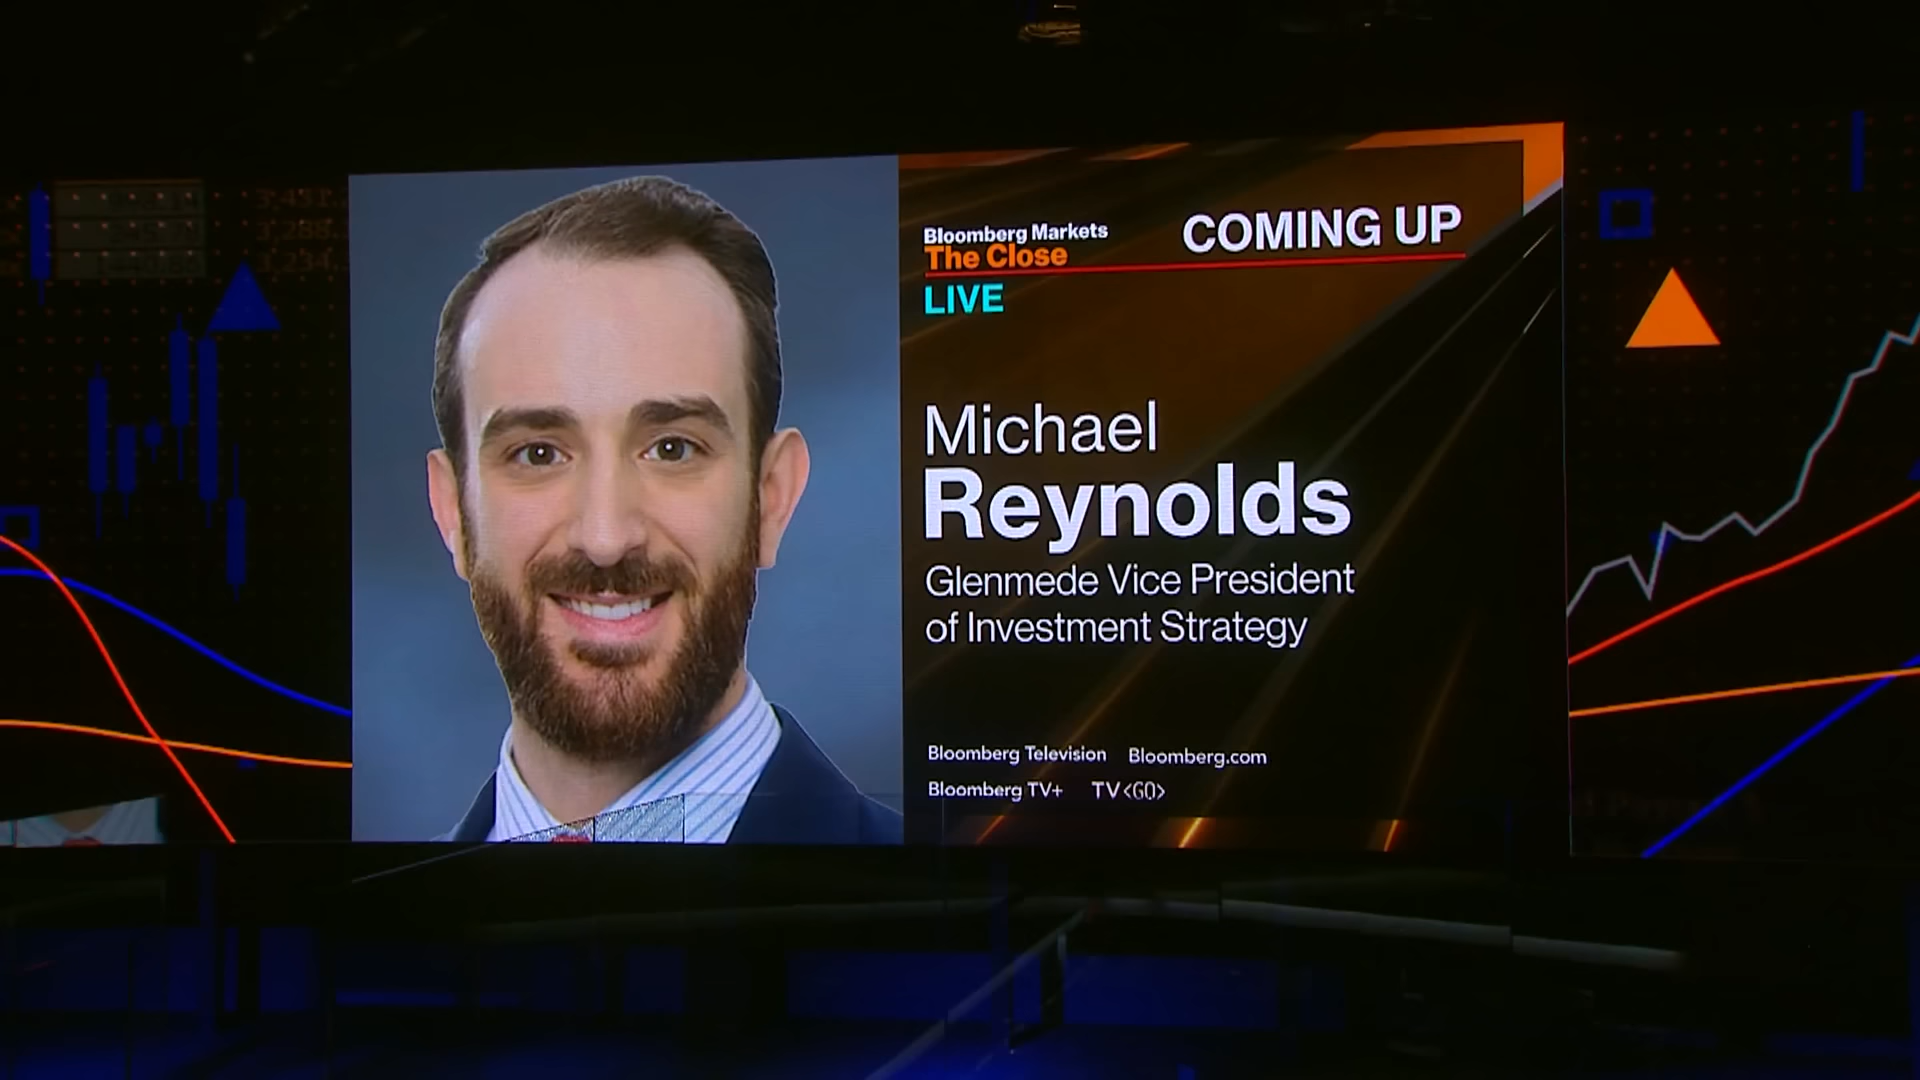 Bloomberg Markets
The Close
COMING UP
LIVE
Michael
Reynolds
Glenmede Vice President
of Investment Strategy
Bloomberg Television Bloomberg.com
Bloomberg TV+ TV<GO>